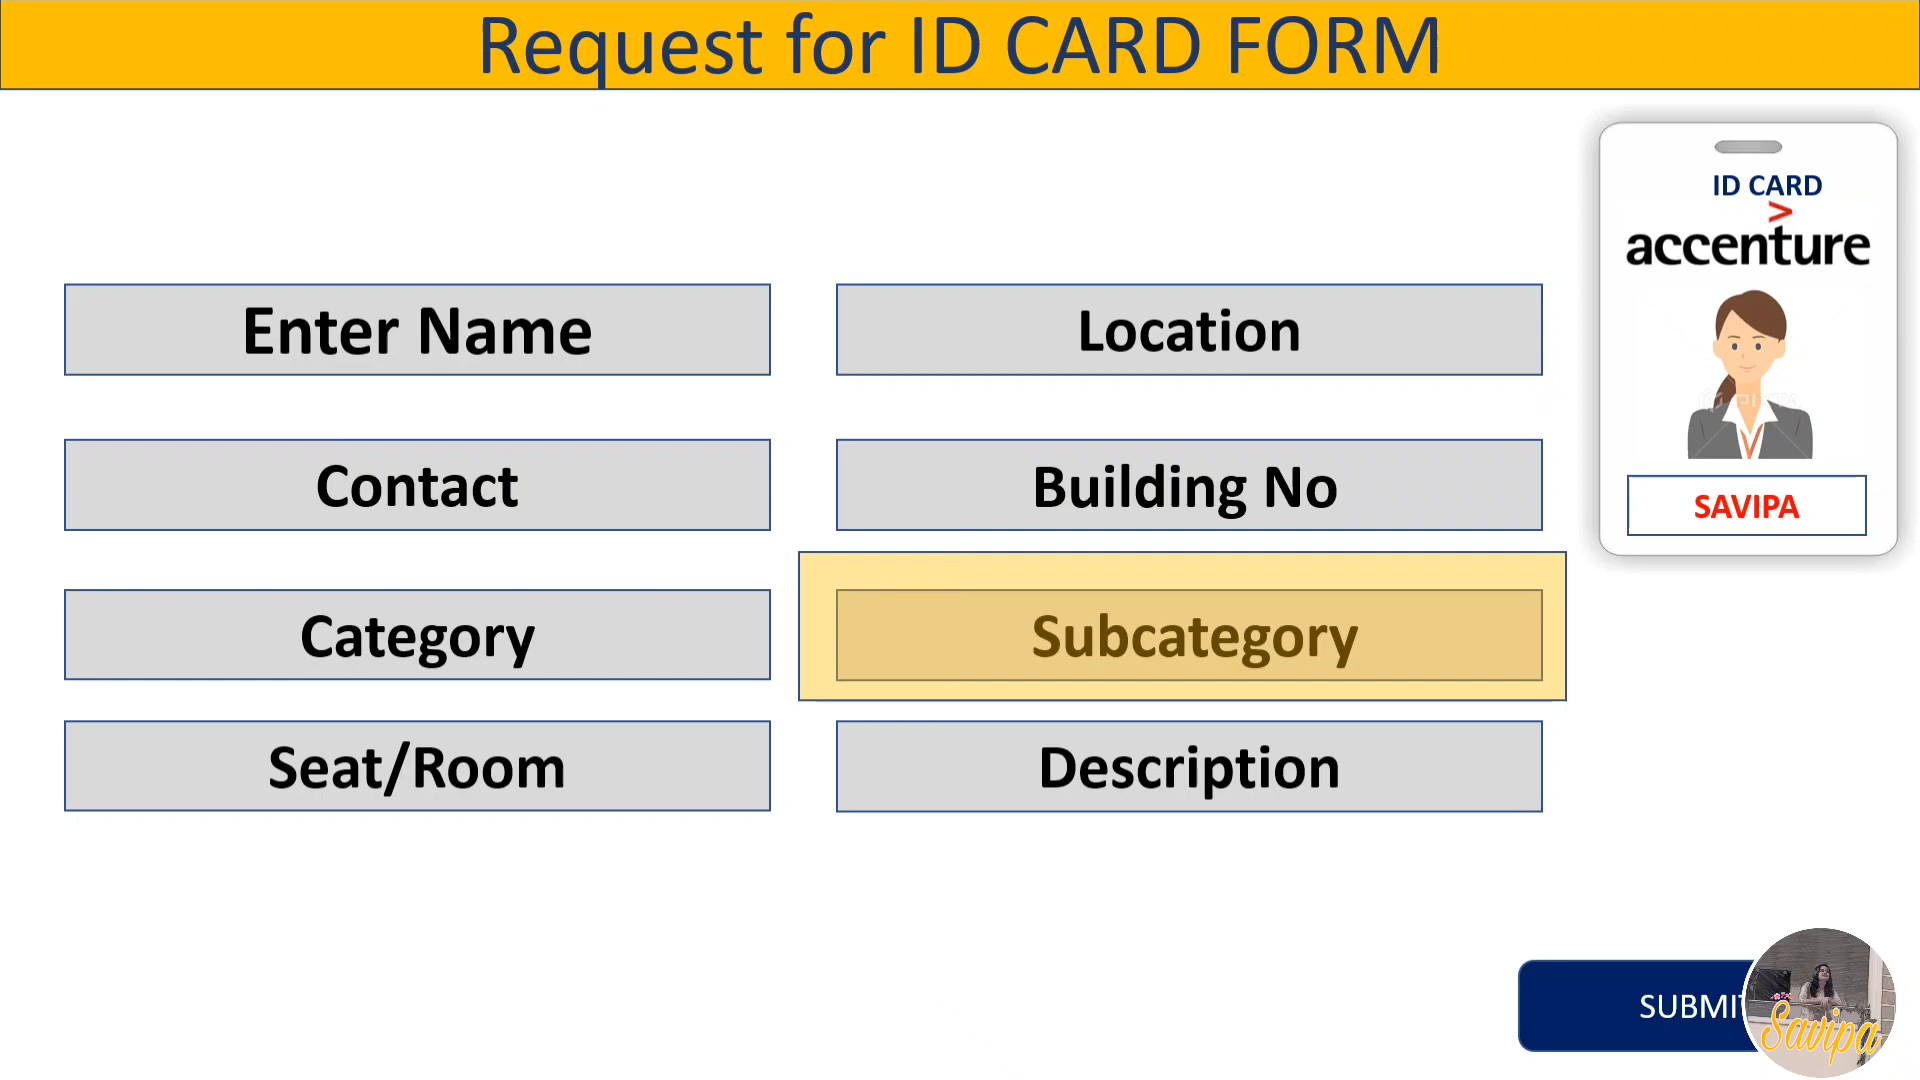 Request for ID CARD FORM
ID CARD
>
accenture
Enter Name
Location
Contact
Building No
SAVIPA
Category
Subcategory
Seat/Room
Description
SUBMIT
Savipa